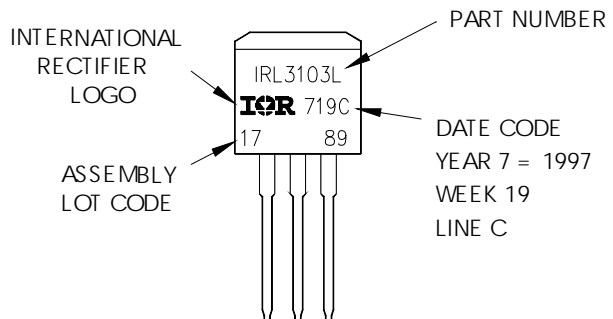 INTERNATIONAL
RECTIFIER
LOGO
ASSEMBLY
LOT CODE
IRL3103L
IOR 719C
17 89
PART NUMBER
DATE CODE
YEAR 7 = 1997
WEEK 19
LINE C